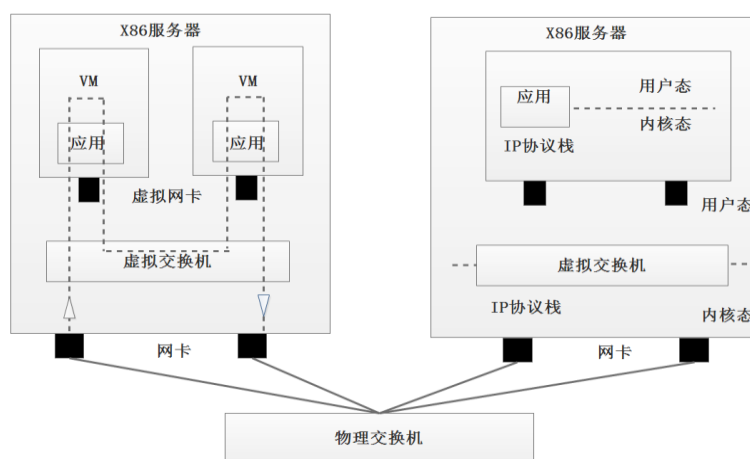 X86服务器
VM
VM
应用
应用
虚拟网卡
虚拟交换机
网卡
X86服务器
应用
用户态
内核态
IP协议栈
用户态
虚拟交换机
IP协议栈
内核态
网卡
物理交换机